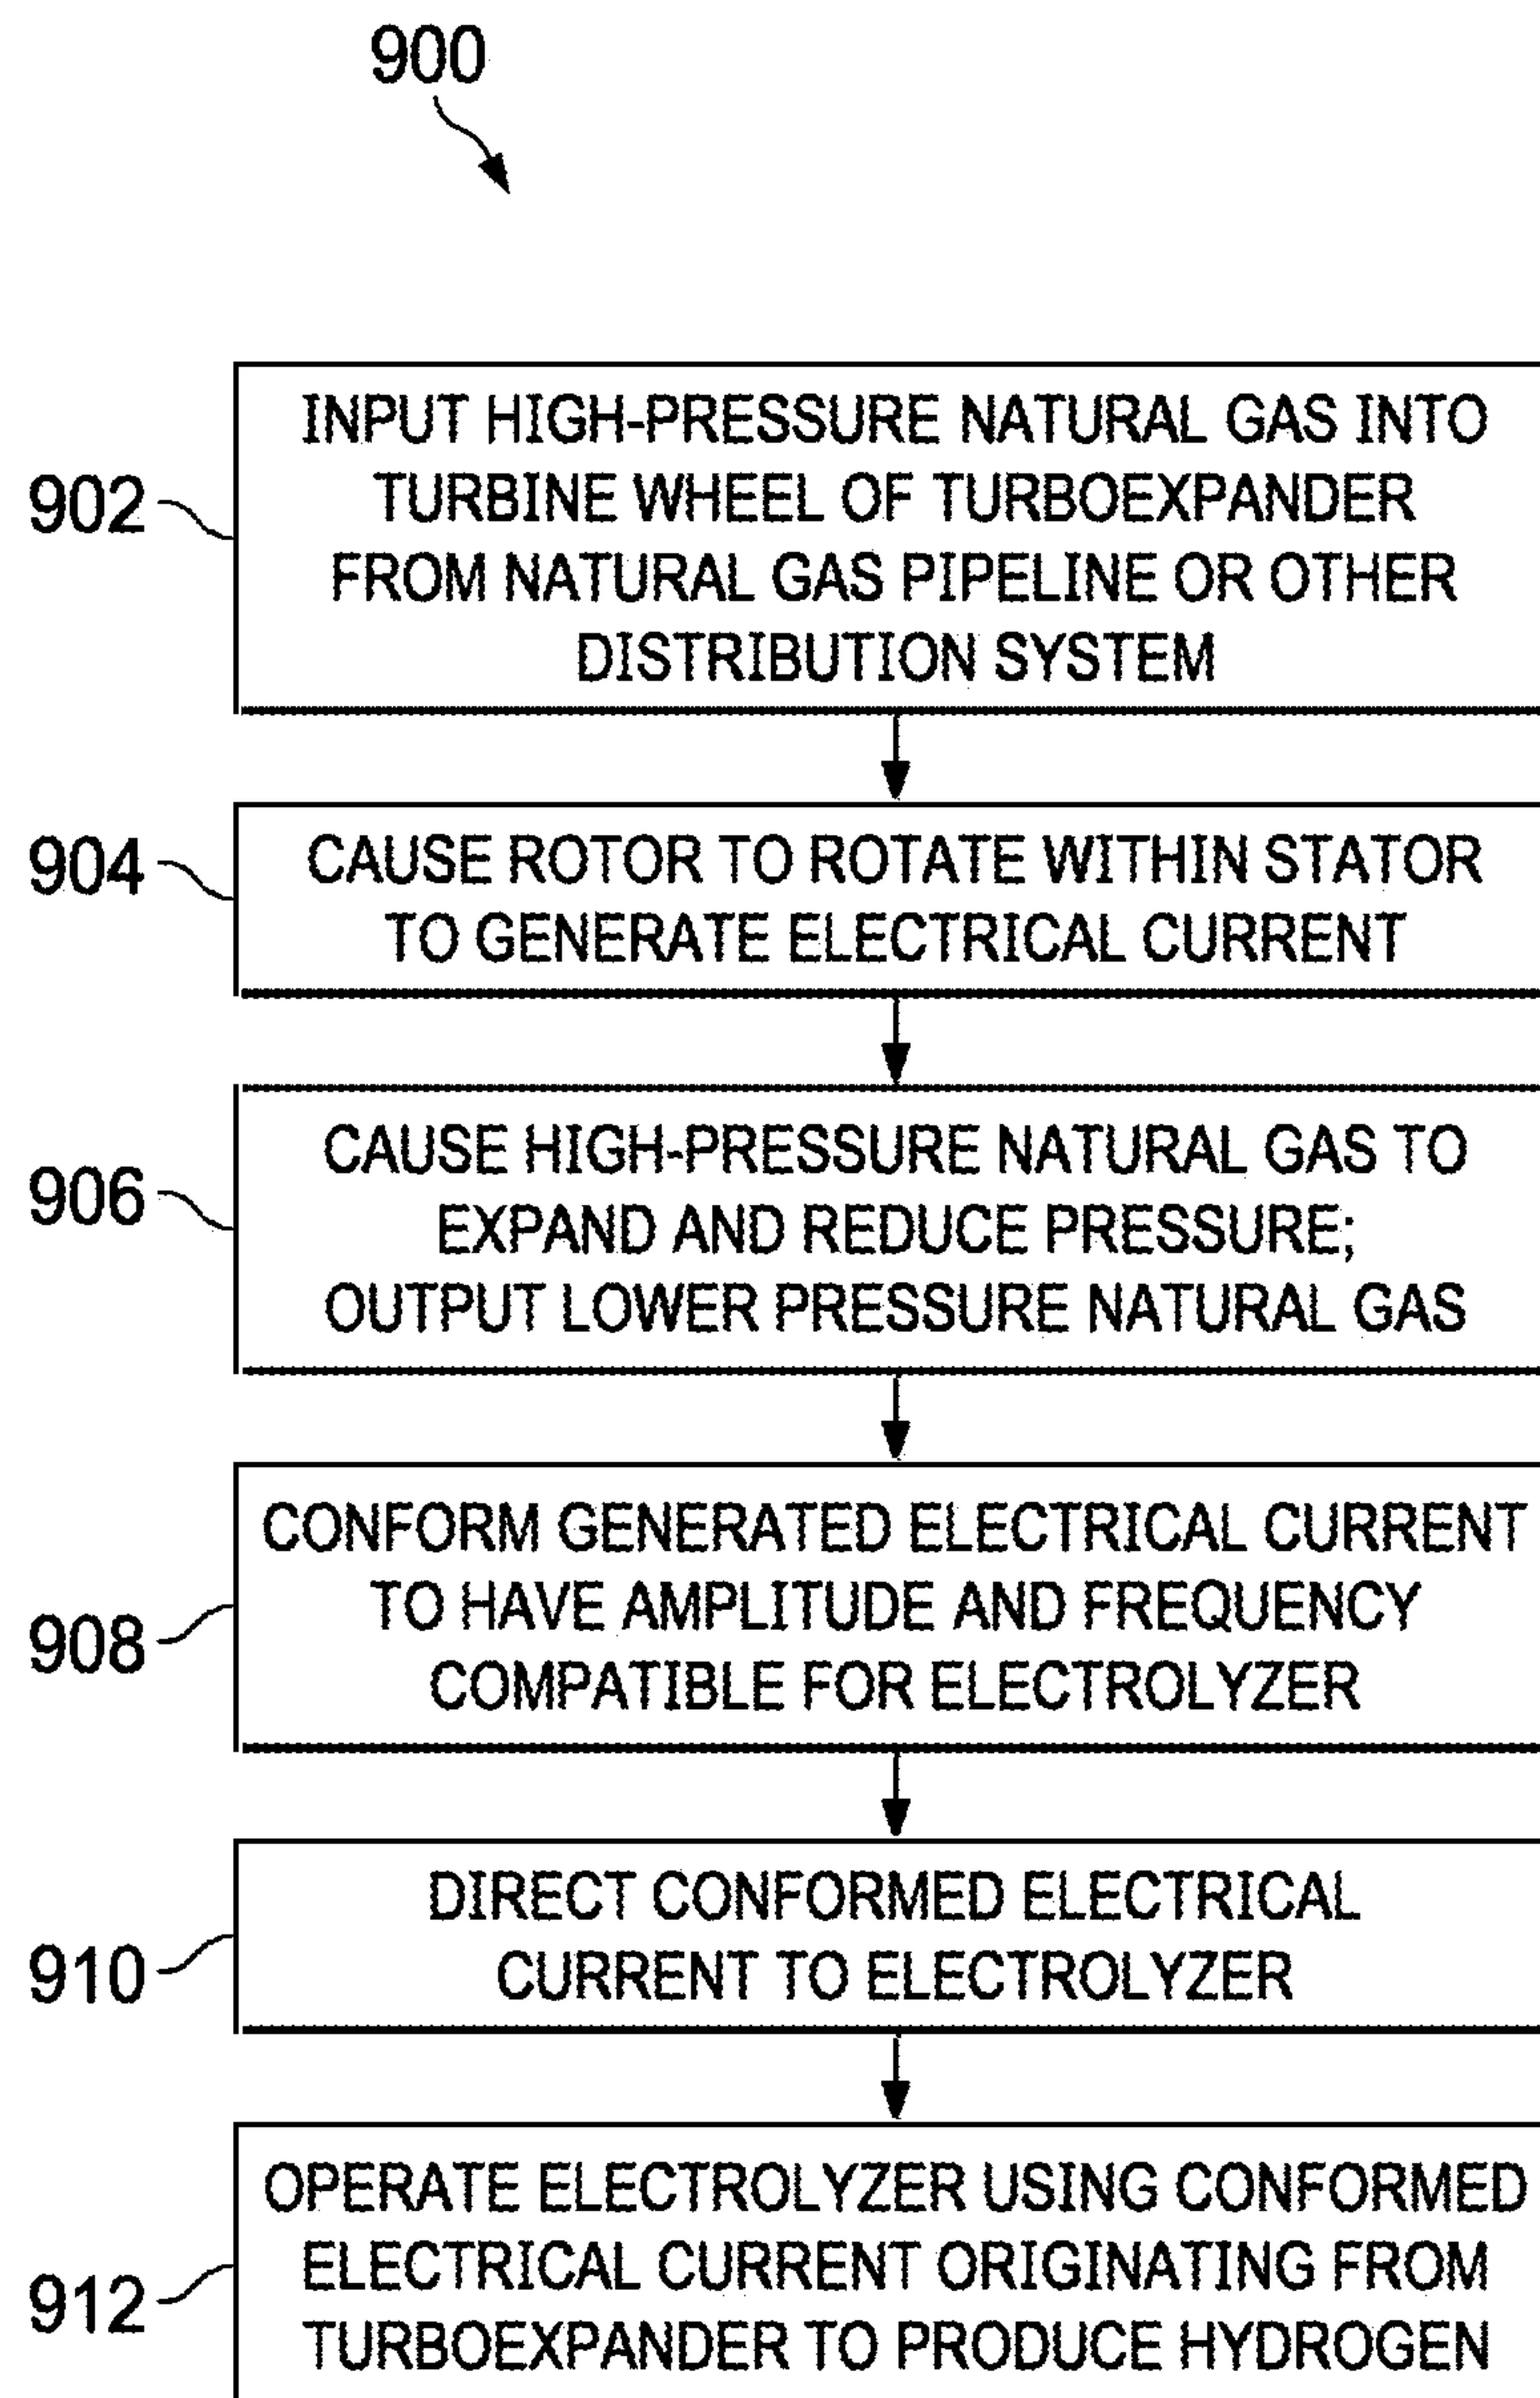 900
902
INPUT HIGH-PRESSURE NATURAL GAS INTO
TURBINE WHEEL OF TURBOEXPANDER
FROM NATURAL GAS PIPELINE OR OTHER
DISTRIBUTION SYSTEM
904
CAUSE ROTOR TO ROTATE WITHIN STATOR
TO GENERATE ELECTRICAL CURRENT
906
CAUSE HIGH-PRESSURE NATURAL GAS TO
EXPAND AND REDUCE PRESSURE;
OUTPUT LOWER PRESSURE NATURAL GAS
908
CONFORM GENERATED ELECTRICAL CURRENT
TO HAVE AMPLITUDE AND FREQUENCY
COMPATIBLE FOR ELECTROLYZER
910
DIRECT CONFORMED ELECTRICAL
CURRENT TO ELECTROLYZER
912
OPERATE ELECTROLYZER USING CONFORMED
ELECTRICAL CURRENT ORIGINATING FROM
TURBOEXPANDER TO PRODUCE HYDROGEN